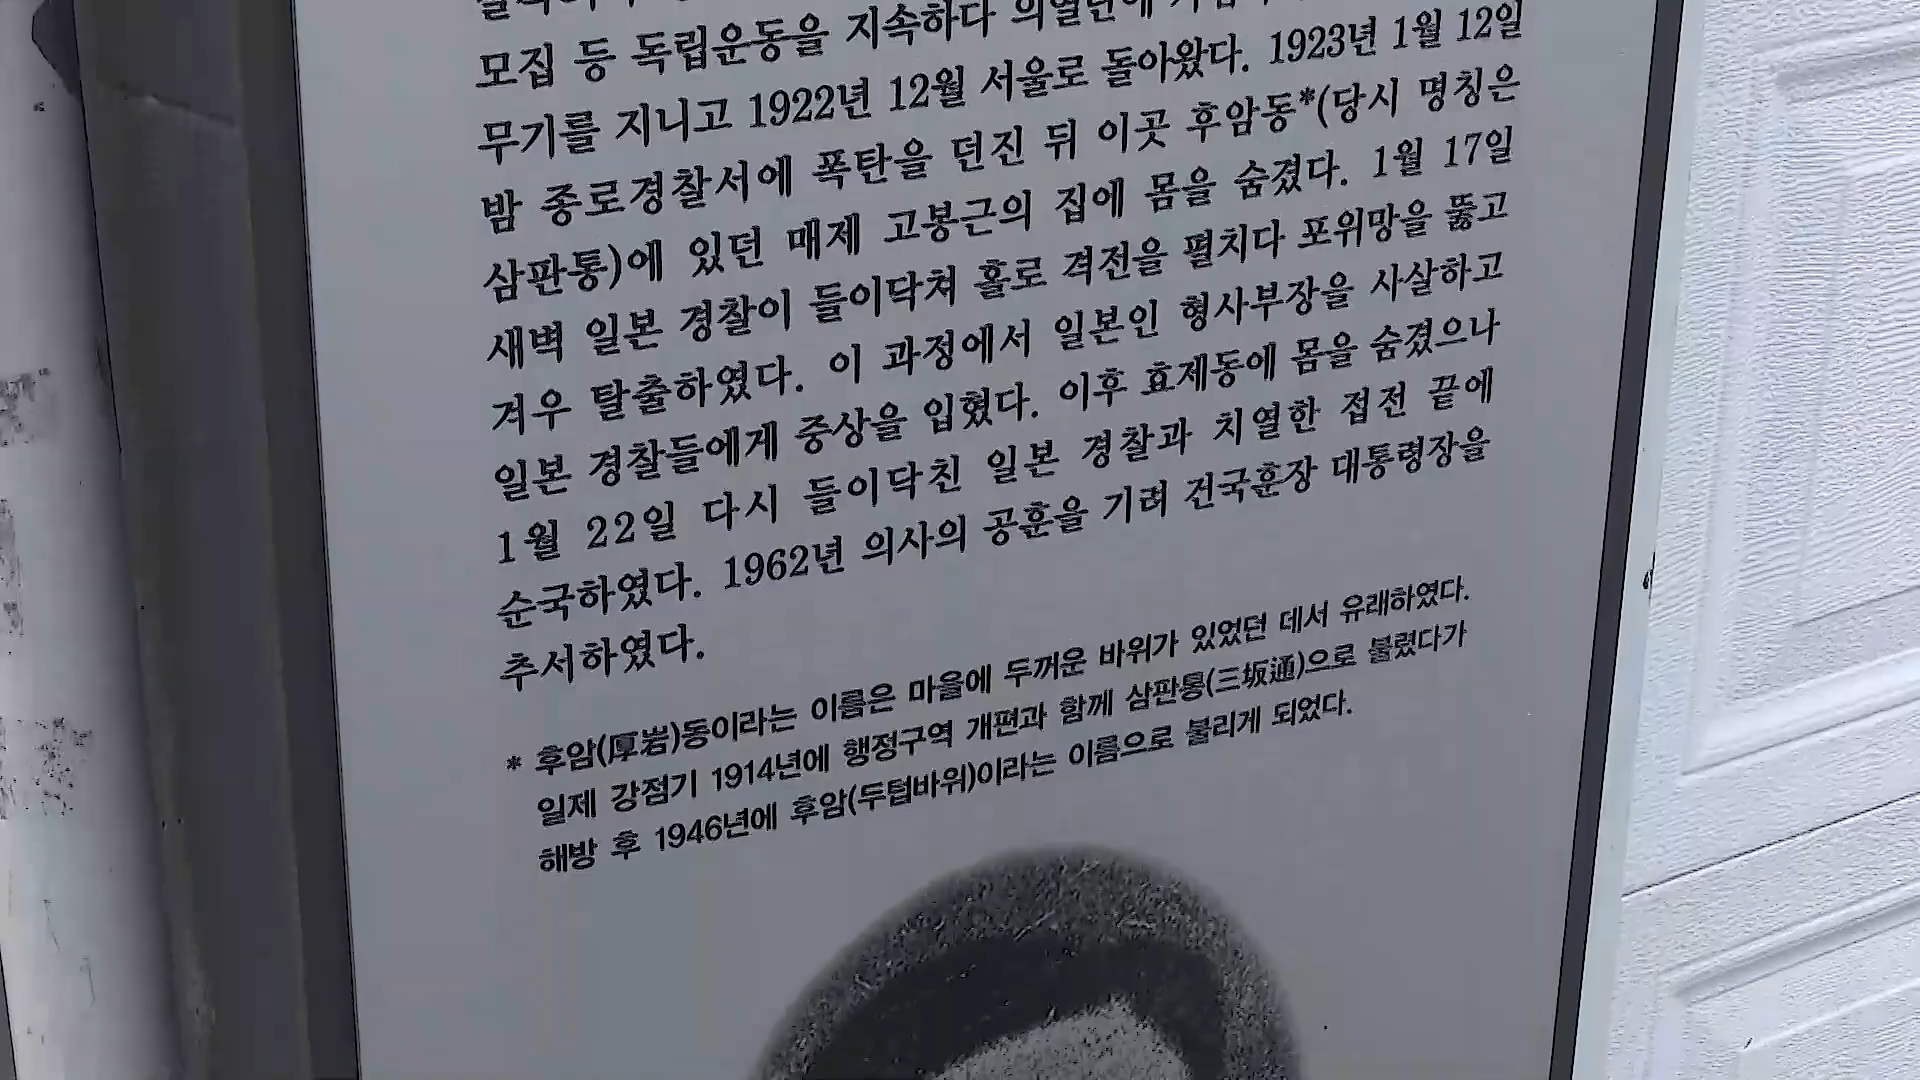 모집 등 독립운동을 지속하다 의열단에
무기를 지니고 1922년 12월 서울로 돌아왔다. 1923년 1월 12일
밤 종로경찰서에 폭탄을 던진 뒤 이곳 후암동*(당시 명칭은
삼판통)에 있던 매제 고봉근의 집에 몸을 숨겼다. 1월 17일
새벽 일본 경찰이 들이닥쳐 홀로 격전을 펼치다 포위망을 뚫고
겨우 탈출하였다. 이 과정에서 일본인 형사부장을 사살하고
일본 경찰들에게 중상을 입혔다. 이후 효제동에 몸을 숨겼으나
1월 22일 다시 들이닥친 일본 경찰과 치열한 접전 끝에
순국하였다. 1962년 의사의 공훈을 기려 건국훈장 대통령장을
추서하였다.
* 후암(厚岩)동이라는 이름은 마을에 두꺼운 바위가 있었던 데서 유래하였다.
일제 강점기 1914년에 행정구역 개편과 함께 삼판통(三坂通)으로 불렸다가
해방 후 1946년에 후암(두텁바위)이라는 이름으로 불리게 되었다.